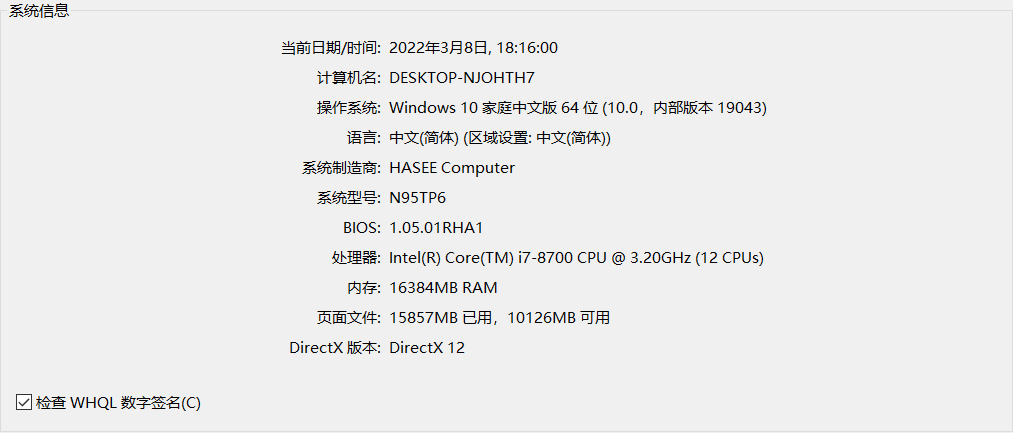 系统信息
当前日期/时间: 2022年3月8日, 18:16:00
计算机名: DESKTOP-NJOHTH7
操作系统: Windows 10 家庭中文版 64 位 (10.0，内部版本 19043)
语言: 中文(简体) (区域设置: 中文(简体))
系统制造商: HASEE Computer
系统型号: N95TP6
BIOS: 1.05.01RHA1
处理器: Intel(R) Core(TM) i7-8700 CPU @ 3.20GHz (12 CPUs)
内存: 16384MB RAM
页面文件: 15857MB 已用，10126MB 可用
DirectX 版本: DirectX 12
检查 WHQL 数字签名(C)